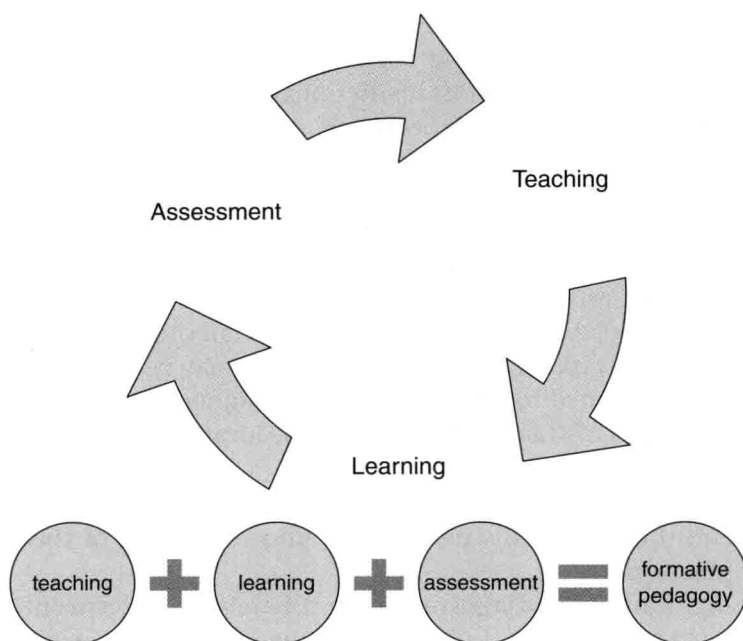 Teaching
Assessment
Learning
teaching + learning + assessment = formative
pedagogy